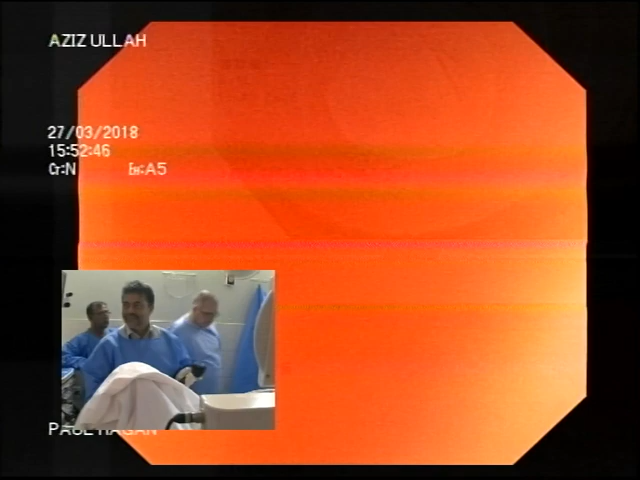 AZIZ ULLAH
27/03/2018
15:52:46
Cr:N Eh:A5
PAUL HAGAN